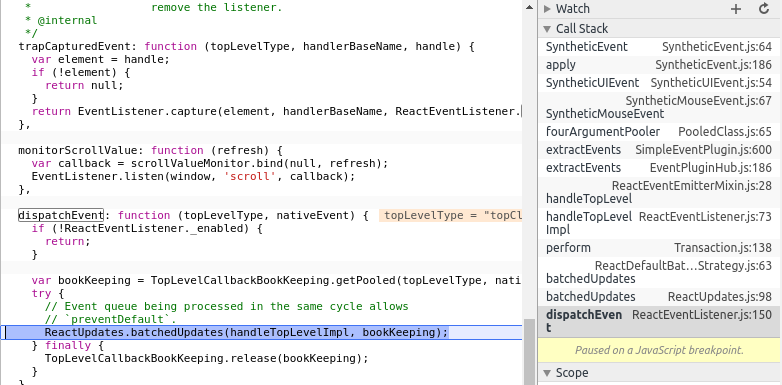 *                remove the listener.
* @internal
*/
trapCapturedEvent: function (topLevelType, handlerBaseName, handle) {
  var element = handle;
  if (!element) {
    return null;
  }
  return EventListener.capture(element, handlerBaseName, ReactEventListener.
},
monitorScrollValue: function (refresh) {
  var callback = scrollValueMonitor.bind(null, refresh);
  EventListener.listen(window, 'scroll', callback);
},
dispatchEvent: function (topLevelType, nativeEvent) {  topLevelType = "topCl
  if (!ReactEventListener._enabled) {
    return;
  }
  var bookKeeping = TopLevelCallbackBookKeeping.getPooled(topLevelType, nati
  try {
    // Event queue being processed in the same cycle allows
    // `preventDefault`.
    ReactUpdates.batchedUpdates(handleTopLevelImpl, bookKeeping);
  } finally {
    TopLevelCallbackBookKeeping.release(bookKeeping);
  }
}
Watch
Call Stack
SyntheticEvent SyntheticEvent.js:64
apply SyntheticEvent.js:186
SyntheticUIEvent SyntheticUIEvent.js:54
SyntheticMouseEvent.js:67
SyntheticMouseEvent
fourArgumentPooler PooledClass.js:65
extractEvents SimpleEventPlugin.js:600
extractEvents EventPluginHub.js:186
ReactEventEmitterMixin.js:28
handleTopLevel
handleTopLevel ReactEventListener.js:73
Impl
perform Transaction.js:138
ReactDefaultBat…Strategy.js:63
batchedUpdates
batchedUpdates ReactUpdates.js:98
dispatchEven ReactEventListener.js:150
t
Paused on a JavaScript breakpoint.
Scope